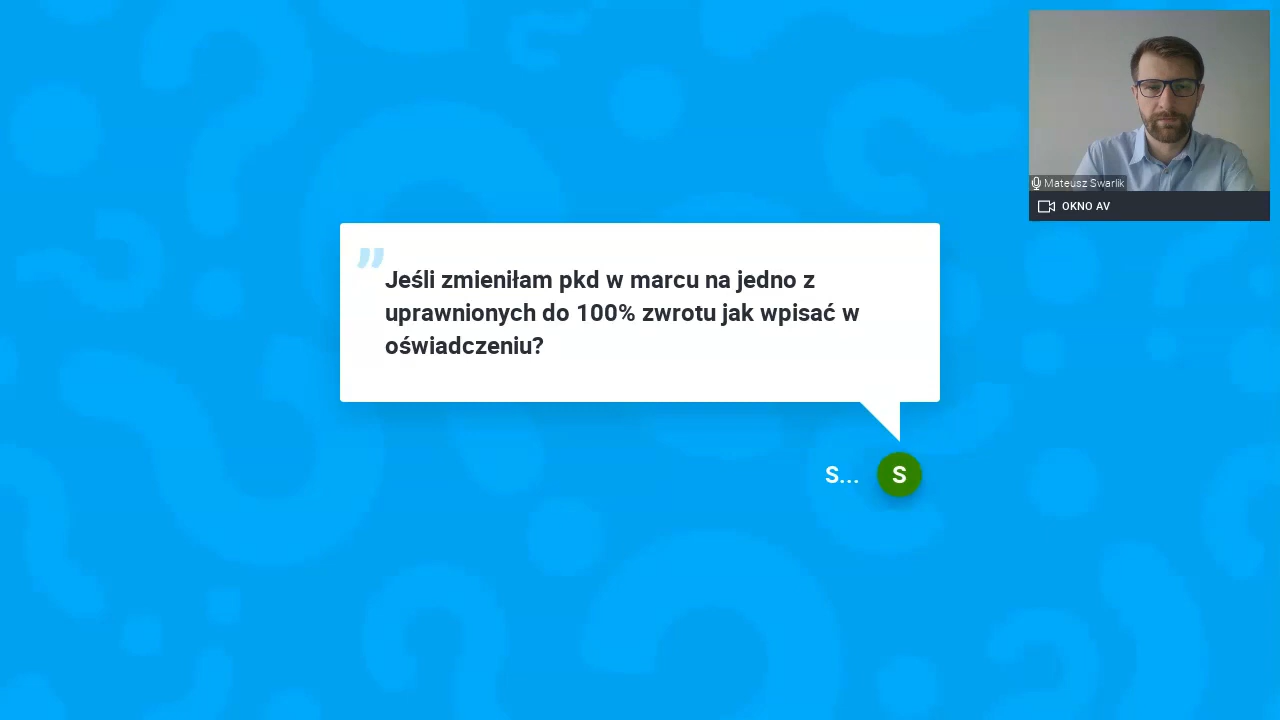 Mateusz Swarlik
OKNO AV
Jeśli zmieniłam pkd w marcu na jedno z
uprawnionych do 100% zwrotu jak wpisać w
oświadczeniu?
S... S